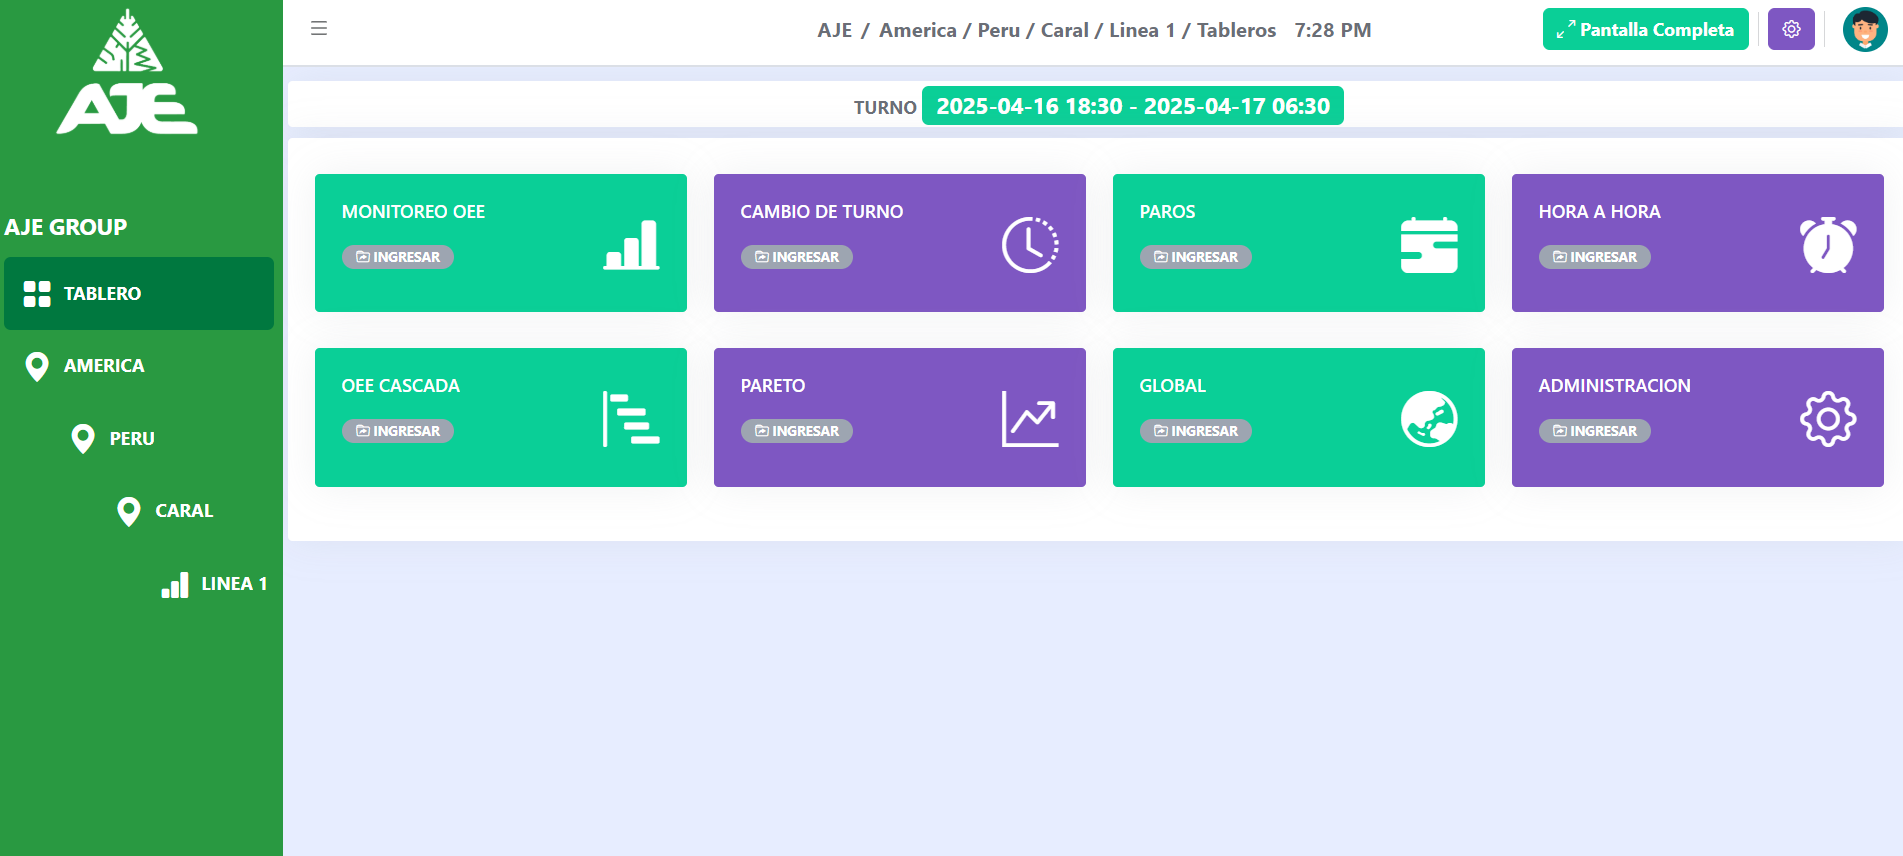 AJE
AJE / America / Peru / Caral / Linea 1 / Tableros 7:28 PM
Pantalla Completa
TURNO 2025-04-16 18:30 - 2025-04-17 06:30
AJE GROUP
TABLERO
AMERICA
PERU
CARAL
LINEA 1
MONITOREO OEE
INGRESAR
CAMBIO DE TURNO
INGRESAR
PAROS
INGRESAR
HORA A HORA
INGRESAR
OEE CASCADA
INGRESAR
PARETO
INGRESAR
GLOBAL
INGRESAR
ADMINISTRACION
INGRESAR